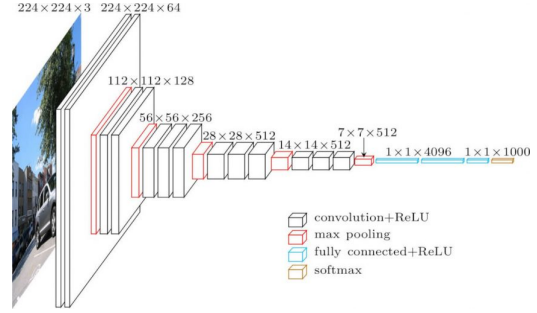 224×224×3
224×224×64
112×112×128
56×56×256
28×28×512
14×14×512
7×7×512
1×1×4096
1×1×1000
convolution+ReLU
max pooling
fully connected+ReLU
softmax